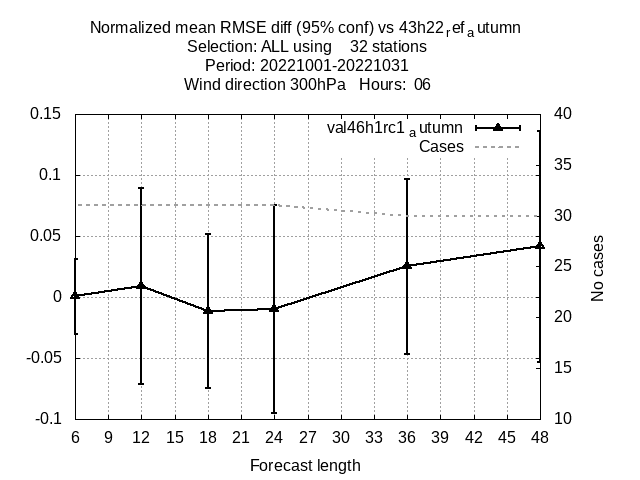 Normalized mean RMSE diff (95% conf) vs 43h22refautumn
Selection: ALL using 32 stations
Period: 20221001-20221031
Wind direction 300hPa Hours: 06
val46h1rc1autumn
Cases
0.15
0.1
0.05
0
-0.05
-0.1
40
35
30
25
20
15
10
No cases
6 9 12 15 18 21 24 27 30 33 36 39 42 45 48
Forecast length